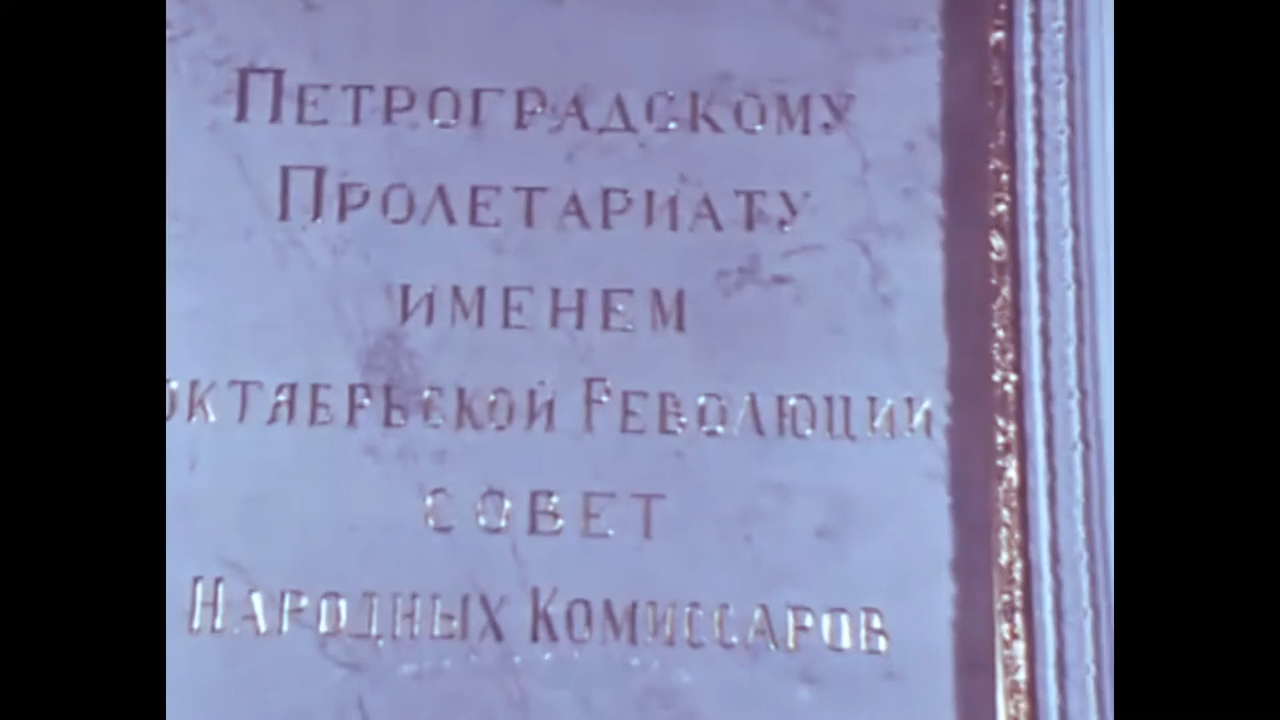 Петроградскому
Пролетариату
именем
октябрьской Революции
совет
Народных Комиссаров